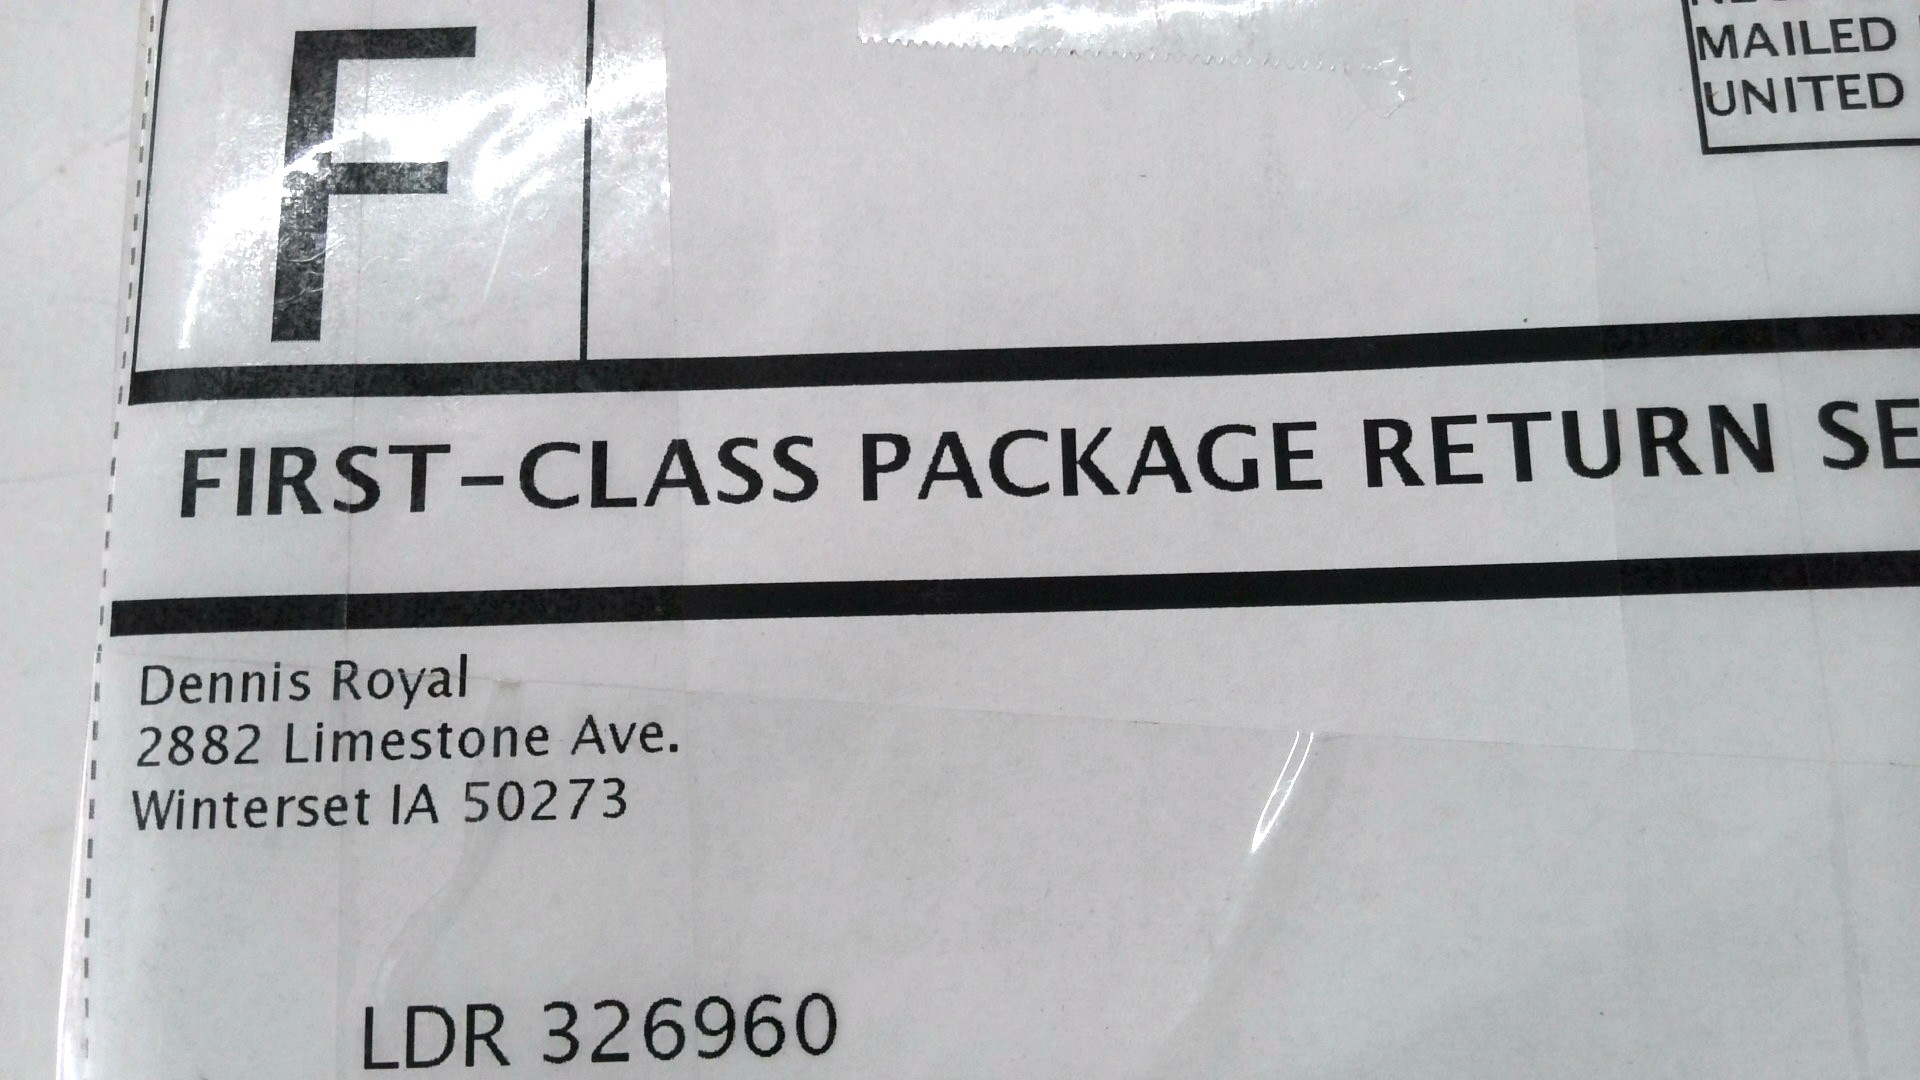 F
MAILED
UNITED
FIRST-CLASS PACKAGE RETURN SE
Dennis Royal
2882 Limestone Ave.
Winterset IA 50273
LDR 326960